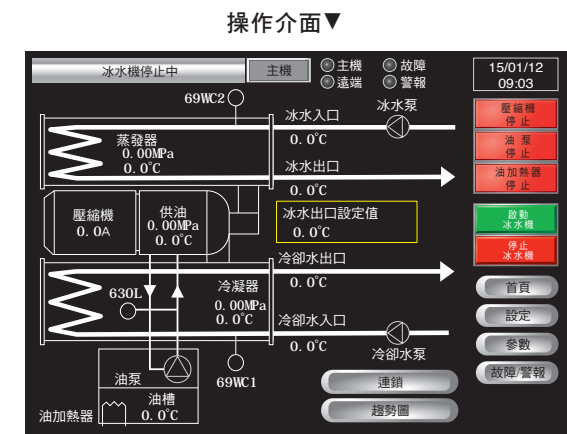 操作介面▼
冰水機停止中
主機
主機
故障
遠端
警報
15/01/12
09:03
69WC2
冰水入口
0.0℃
冰水泵
壓縮機
停止
油泵
停止
油加熱器
停止
蒸發器
0.00MPa
0.0℃
冰水出口
0.0℃
壓縮機
0.0A
供油
0.00MPa
0.0℃
冰水出口設定值
0.0℃
啟動
冰水機
停止
冰水機
冷卻水出口
0.0℃
63OL
冷凝器
0.00MPa
0.0℃
冷卻水入口
0.0℃
冷卻水泵
首頁
設定
參數
故障/警報
油泵
69WC1
連鎖
趨勢圖
油加熱器
油槽
0.0℃